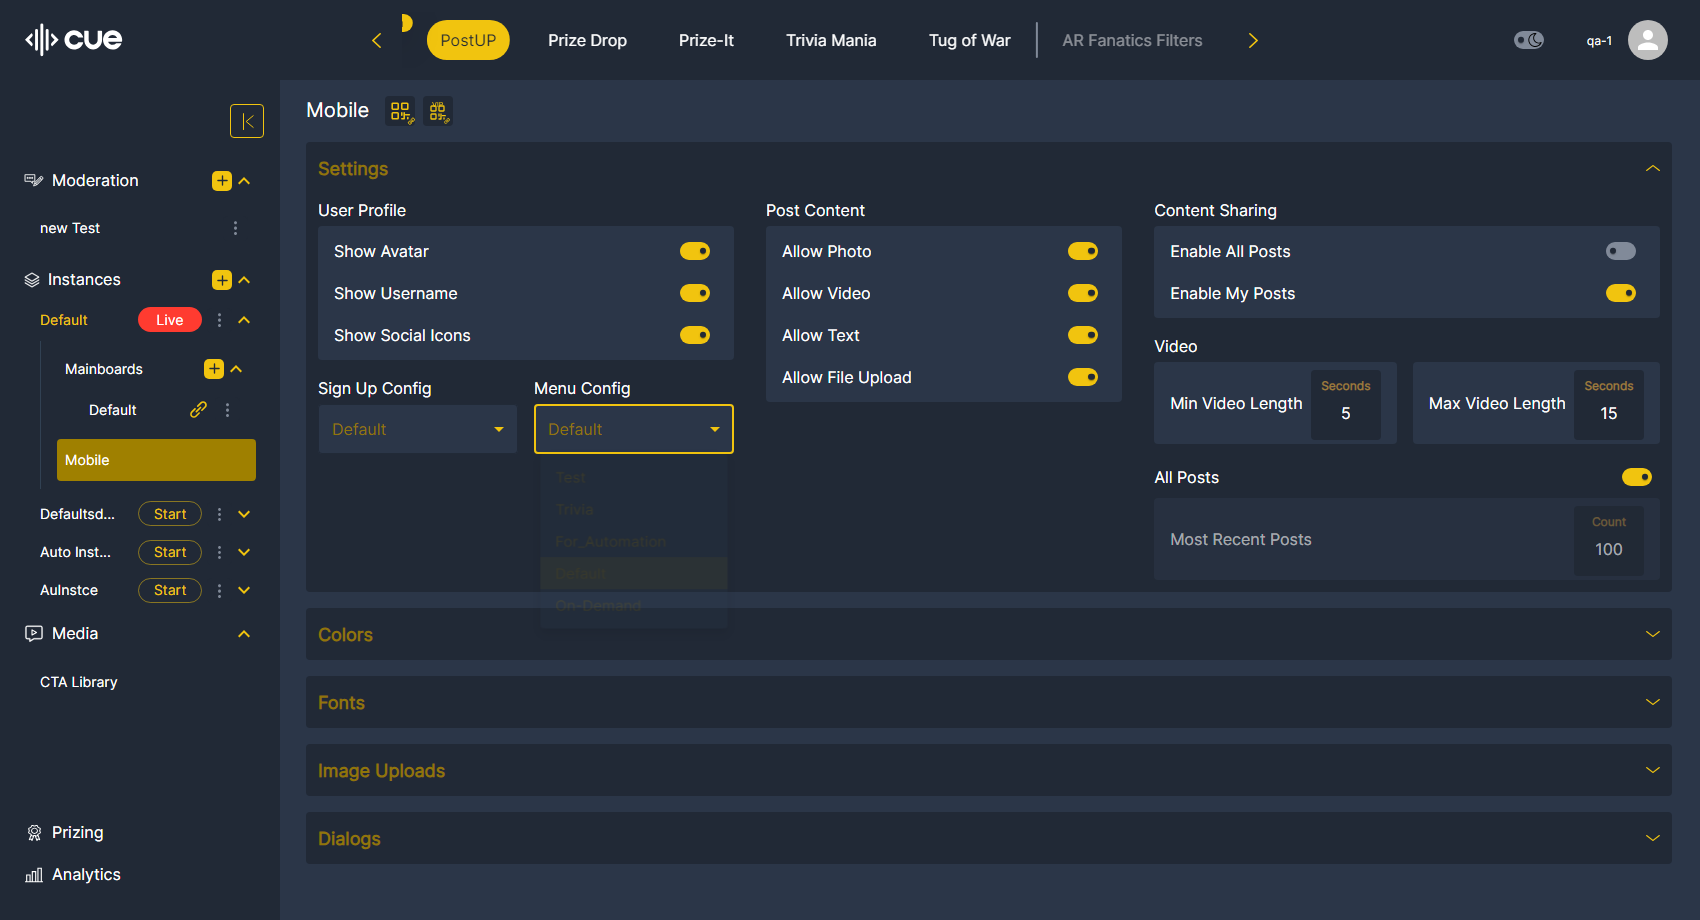 cue
PostUP
Prize Drop
Prize-It
Trivia Mania
Tug of War
AR Fanatics Filters
qa-1
Moderation
new Test
Instances
Default
Live
Mainboards
Default
Mobile
Defaultsd...
Start
Auto Inst...
Start
AuInstce
Start
Media
CTA Library
Prizing
Analytics
Mobile
VIP
Settings
User Profile
Show Avatar
Show Username
Show Social Icons
Sign Up Config
Default
Menu Config
Default
Test
Trivia
For_Automation
Default
On-Demand
Post Content
Allow Photo
Allow Video
Allow Text
Allow File Upload
Content Sharing
Enable All Posts
Enable My Posts
Video
Min Video Length
Seconds
5
Max Video Length
Seconds
15
All Posts
Most Recent Posts
Count
100
Colors
Fonts
Image Uploads
Dialogs